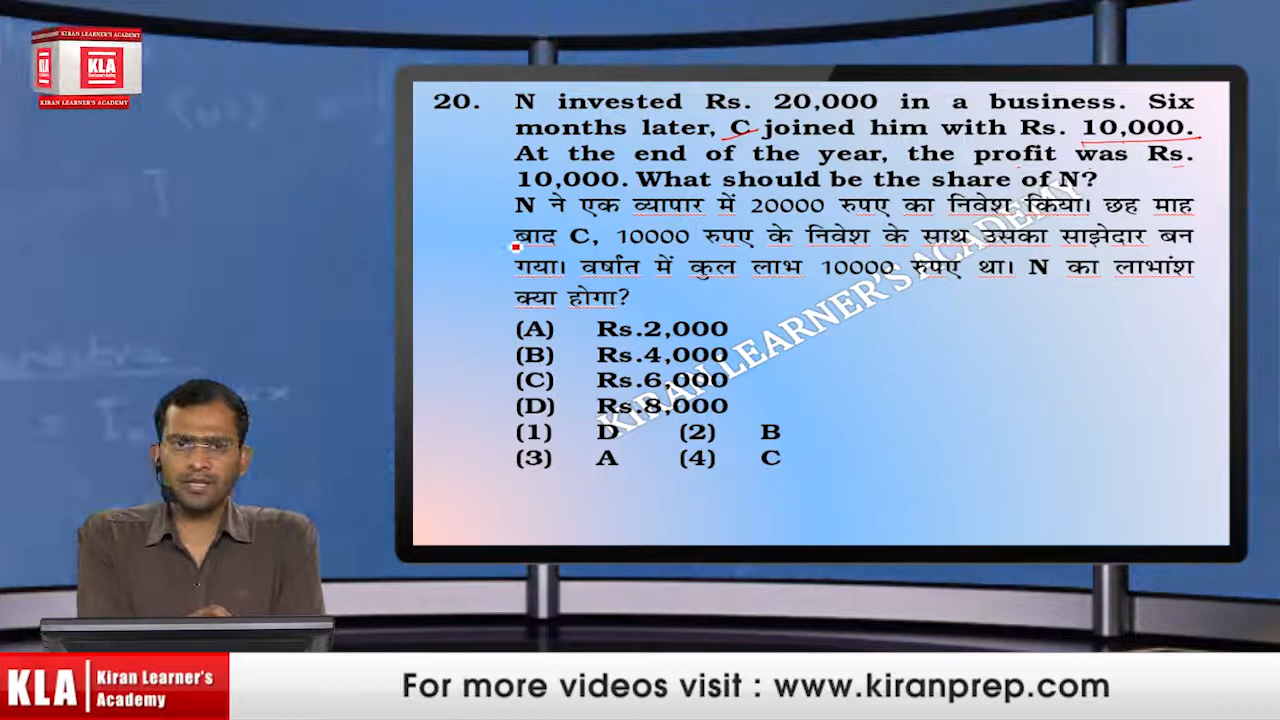 KIRAN LEARNER'S ACADEMY
KLA
KLA
Kiran Learner's Academy
KIRAN LEARNER'S ACADEMY
20. N invested Rs. 20,000 in a business. Six
months later, C joined him with Rs. 10,000.
At the end of the year, the profit was Rs.
10,000. What should be the share of N?
N ने एक व्यापार में 20000 रुपए का निवेश किया। छह माह
बाद C, 10000 रुपए के निवेश के साथ उसका साझेदार बन
गया। वर्षांत में कुल लाभ 10000 रुपए था। N का लाभांश
क्या होगा?
(A) Rs.2,000
(B) Rs.4,000
(C) Rs.6,000
(D) Rs.8,000
(1) D (2) B
(3) A (4) C
KIRAN LEARNER'S ACADEMY
KLA
Kiran Learner's
Academy
For more videos visit : www.kiranprep.com